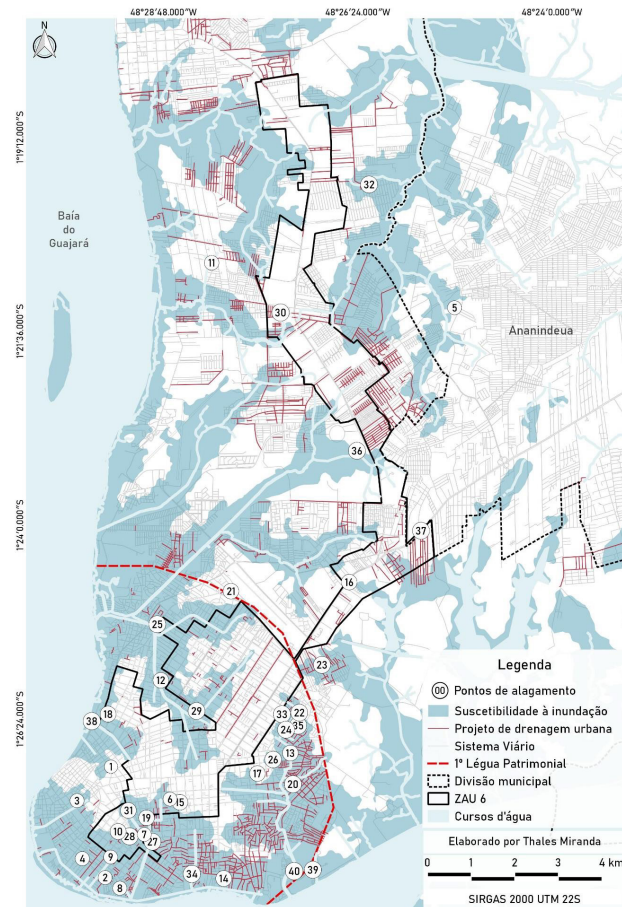 48°28'48.000"W
48°26'24.000"W
48°24'0.000"W
N
1°19'12.000"S
1°21'36.000"S
1°24'0.000"S
1°26'24.000"S
Baía
do
Guajará
Ananindeua
32
11
5
30
36
37
16
21
25
23
12
29
18
38
33
22
24
35
13
26
17
20
1
3
6
15
31
19
10
28
7
27
4
9
2
8
34
14
40
39
Legenda
00 Pontos de alagamento
Suscetibilidade à inundação
Projeto de drenagem urbana
Sistema Viário
1º Légua Patrimonial
Divisão municipal
ZAU 6
Cursos d'água
Elaborado por Thales Miranda
0 1 2 3 4 km
SIRGAS 2000 UTM 22S